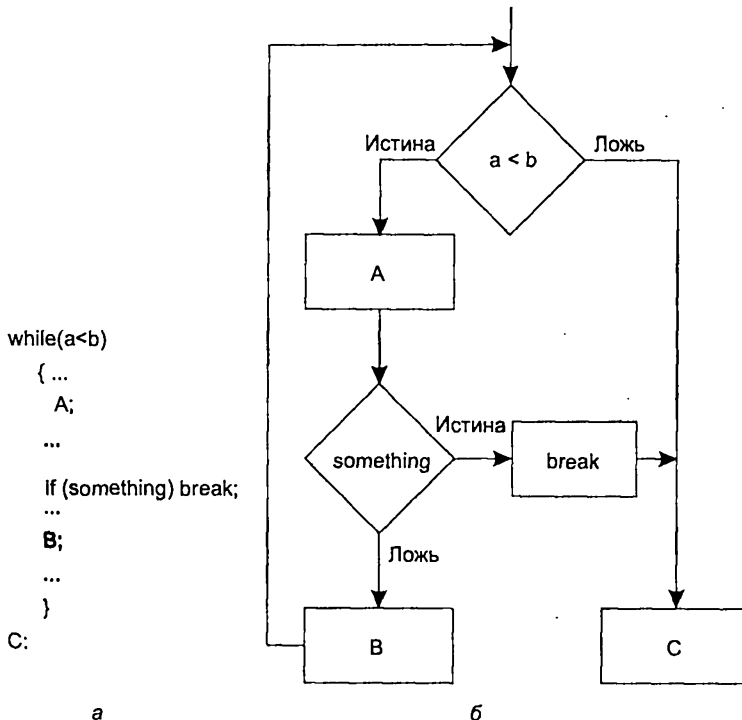 Истина
Ложь
a < b
A
while(a<b)
{ ...
A;
...
Истина
something
break
If (something) break;
...
B;
Ложь
...
}
C:
B
C
а
б